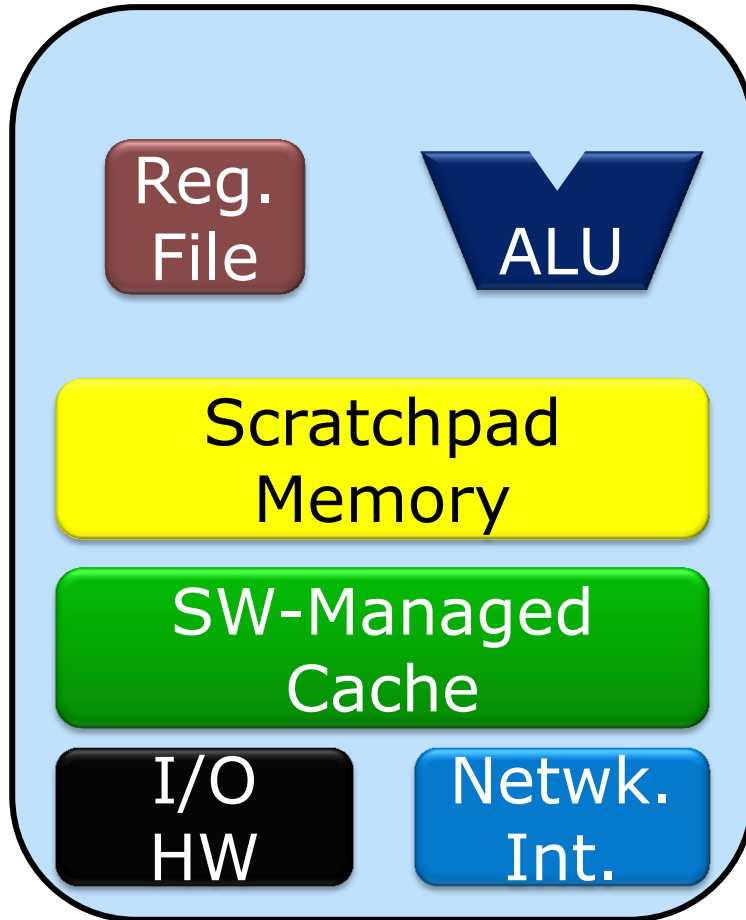 Reg.
File
ALU
Scratchpad
Memory
SW-Managed
Cache
I/O
HW
Netwk.
Int.